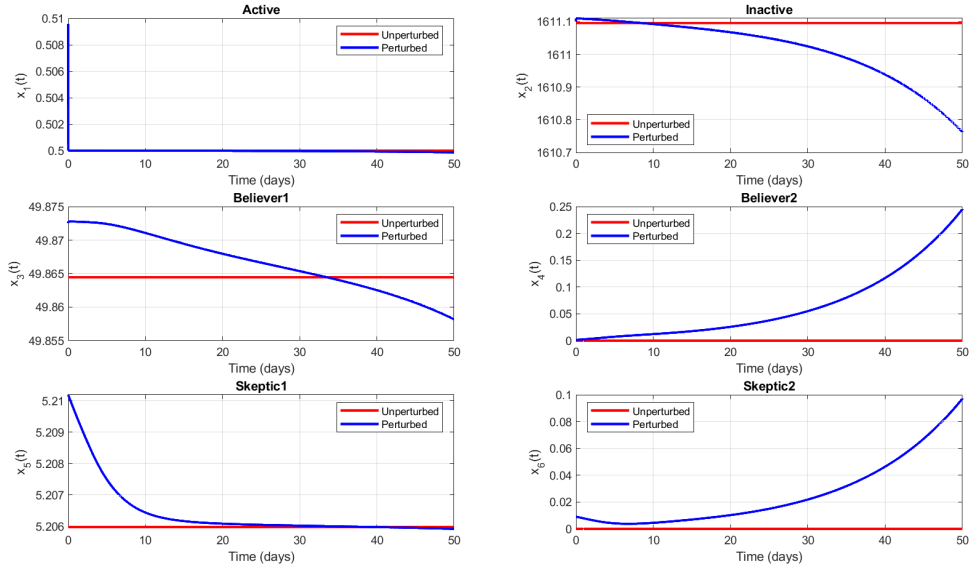 Active
0.51
0.508
0.506
0.504
0.502
0.5
x₁(t)
Unperturbed
Perturbed
0 10 20 30 40 50
Time (days)
Inactive
1611.1
1611
1610.9
1610.8
1610.7
x₂(t)
Unperturbed
Perturbed
0 10 20 30 40 50
Time (days)
Believer1
49.875
49.87
49.865
49.86
49.855
x₃(t)
Unperturbed
Perturbed
0 10 20 30 40 50
Time (days)
Believer2
0.25
0.2
0.15
0.1
0.05
0
x₄(t)
Unperturbed
Perturbed
0 10 20 30 40 50
Time (days)
Skeptic1
5.21
5.209
5.208
5.207
5.206
x₅(t)
Unperturbed
Perturbed
0 10 20 30 40 50
Time (days)
Skeptic2
0.1
0.08
0.06
0.04
0.02
0
x₆(t)
Unperturbed
Perturbed
0 10 20 30 40 50
Time (days)